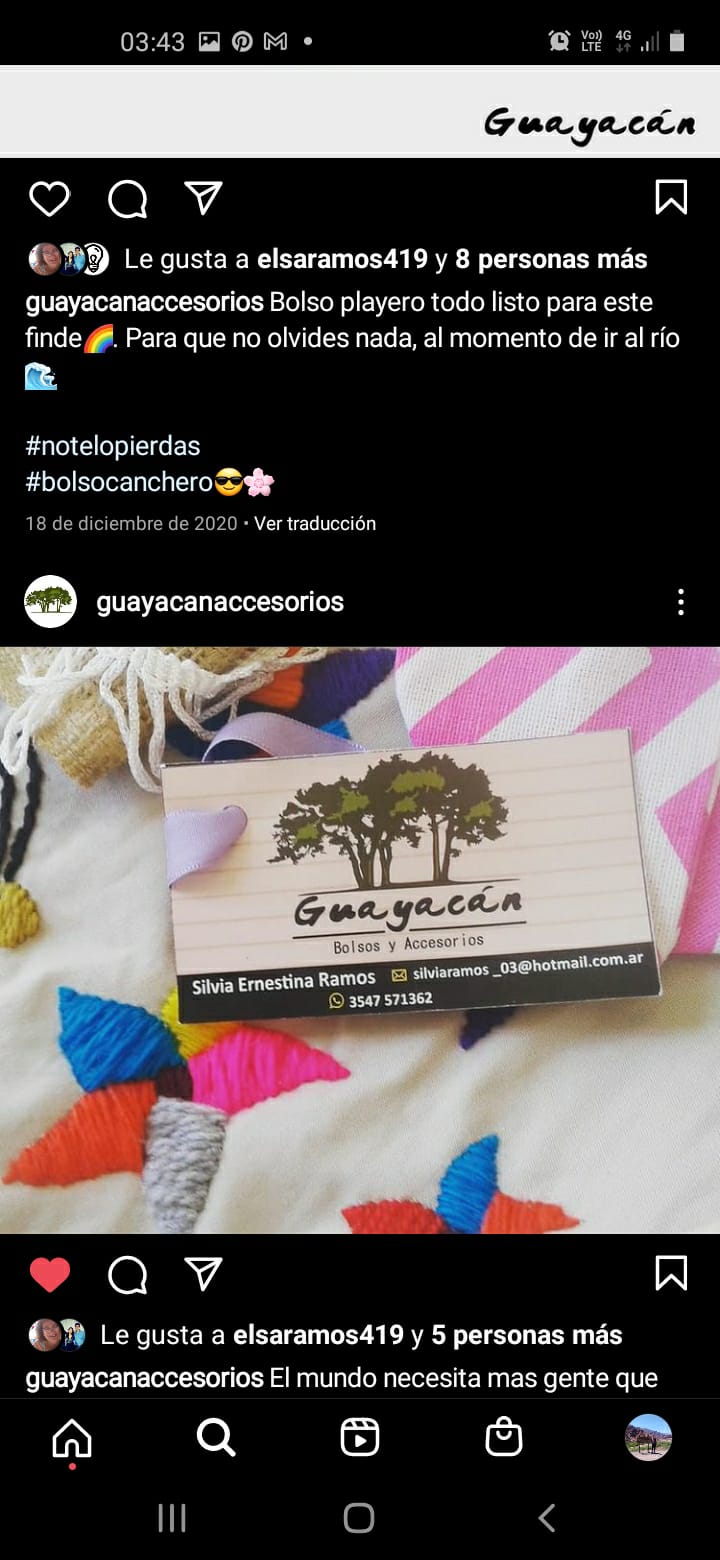 03:43
Vo)) LTE 4G
Guayacán
Le gusta a elsaramos419 y 8 personas más
guayacanaccesorios Bolso playero todo listo para este
finde🌈. Para que no olvides nada, al momento de ir al río
🌊
#notelopierdas
#bolsocanchero😎🌸
18 de diciembre de 2020 • Ver traducción
guayacanaccesorios
Guayacán
Bolsos y Accesorios
Silvia Ernestina Ramos silviaramos _03@hotmail.com.ar
3547 571362
Le gusta a elsaramos419 y 5 personas más
guayacanaccesorios El mundo necesita mas gente que